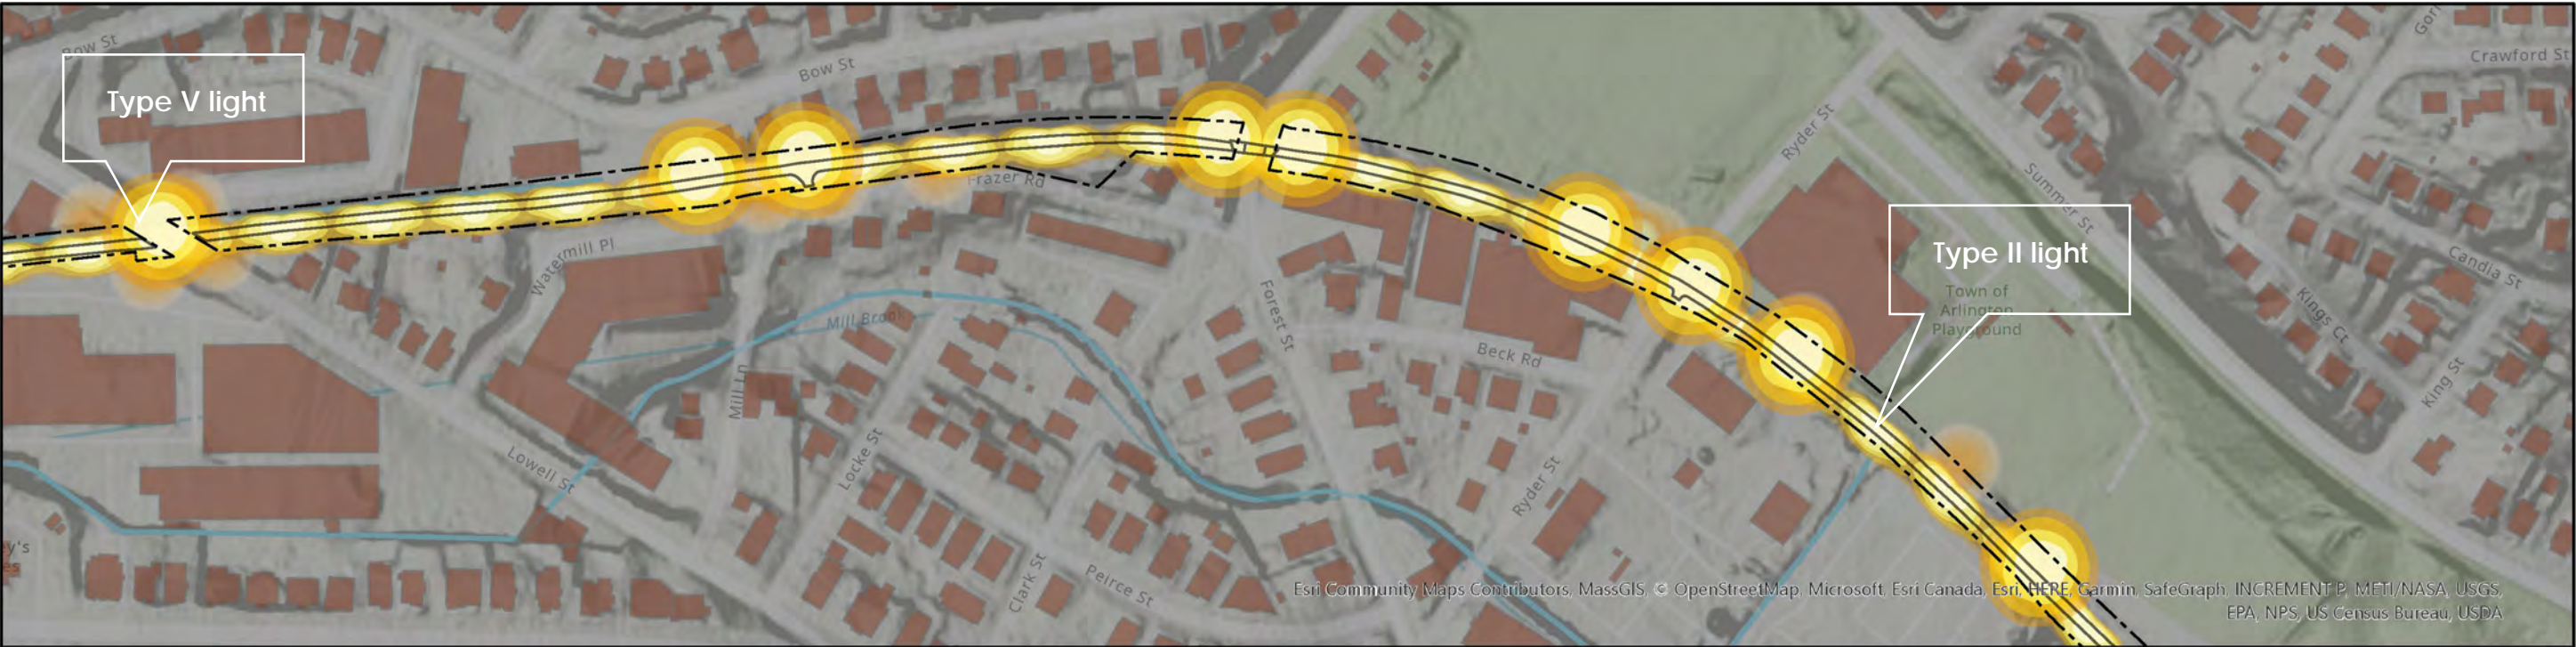 Bow St
Type V light
Bow St
Crawford St
Ryder St
Summer St
Frazer Rd
Type II light
Watermill Pl
Town of
Arlington
Playground
Candia St
Kings Ct
Mill Brook
Forest St
Beck Rd
King St
Mill Ln
Locke St
Lowell St
Ryder St
Clark St
Peirce St
Esri Community Maps Contributors, MassGIS, © OpenStreetMap, Microsoft, Esri Canada, Esri, HERE, Garmin, SafeGraph, INCREMENT P, METI/NASA, USGS,
EPA, NPS, US Census Bureau, USDA